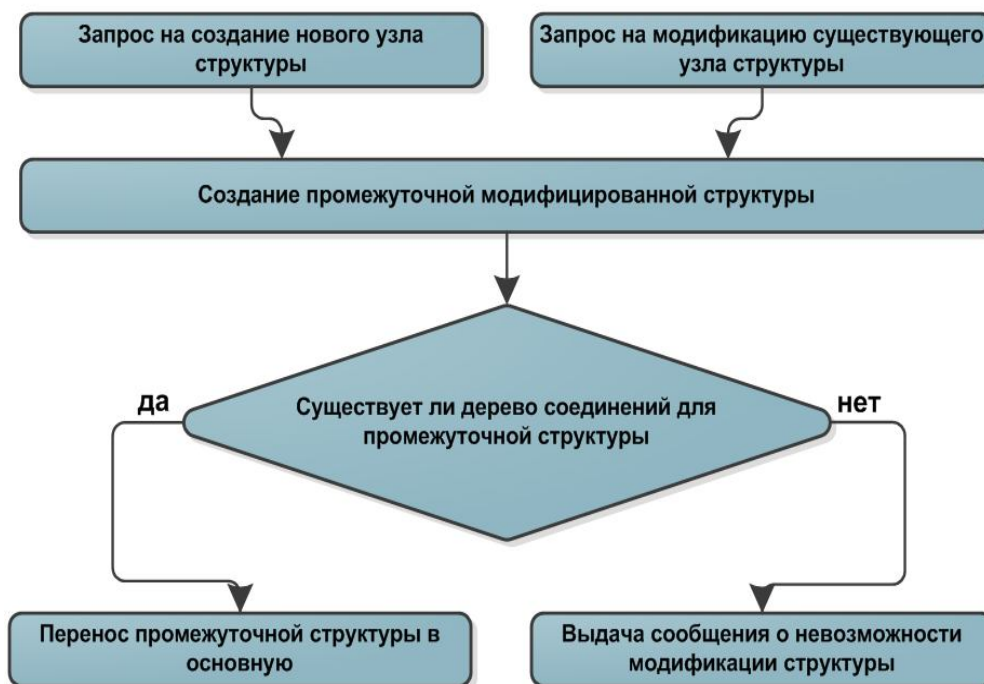 Запрос на создание нового узла
структуры
Запрос на модификацию существующего
узла структуры
Создание промежуточной модифицированной структуры
Существует ли дерево соединений для
промежуточной структуры
да
нет
Перенос промежуточной структуры в
основную
Выдача сообщения о невозможности
модификации структуры